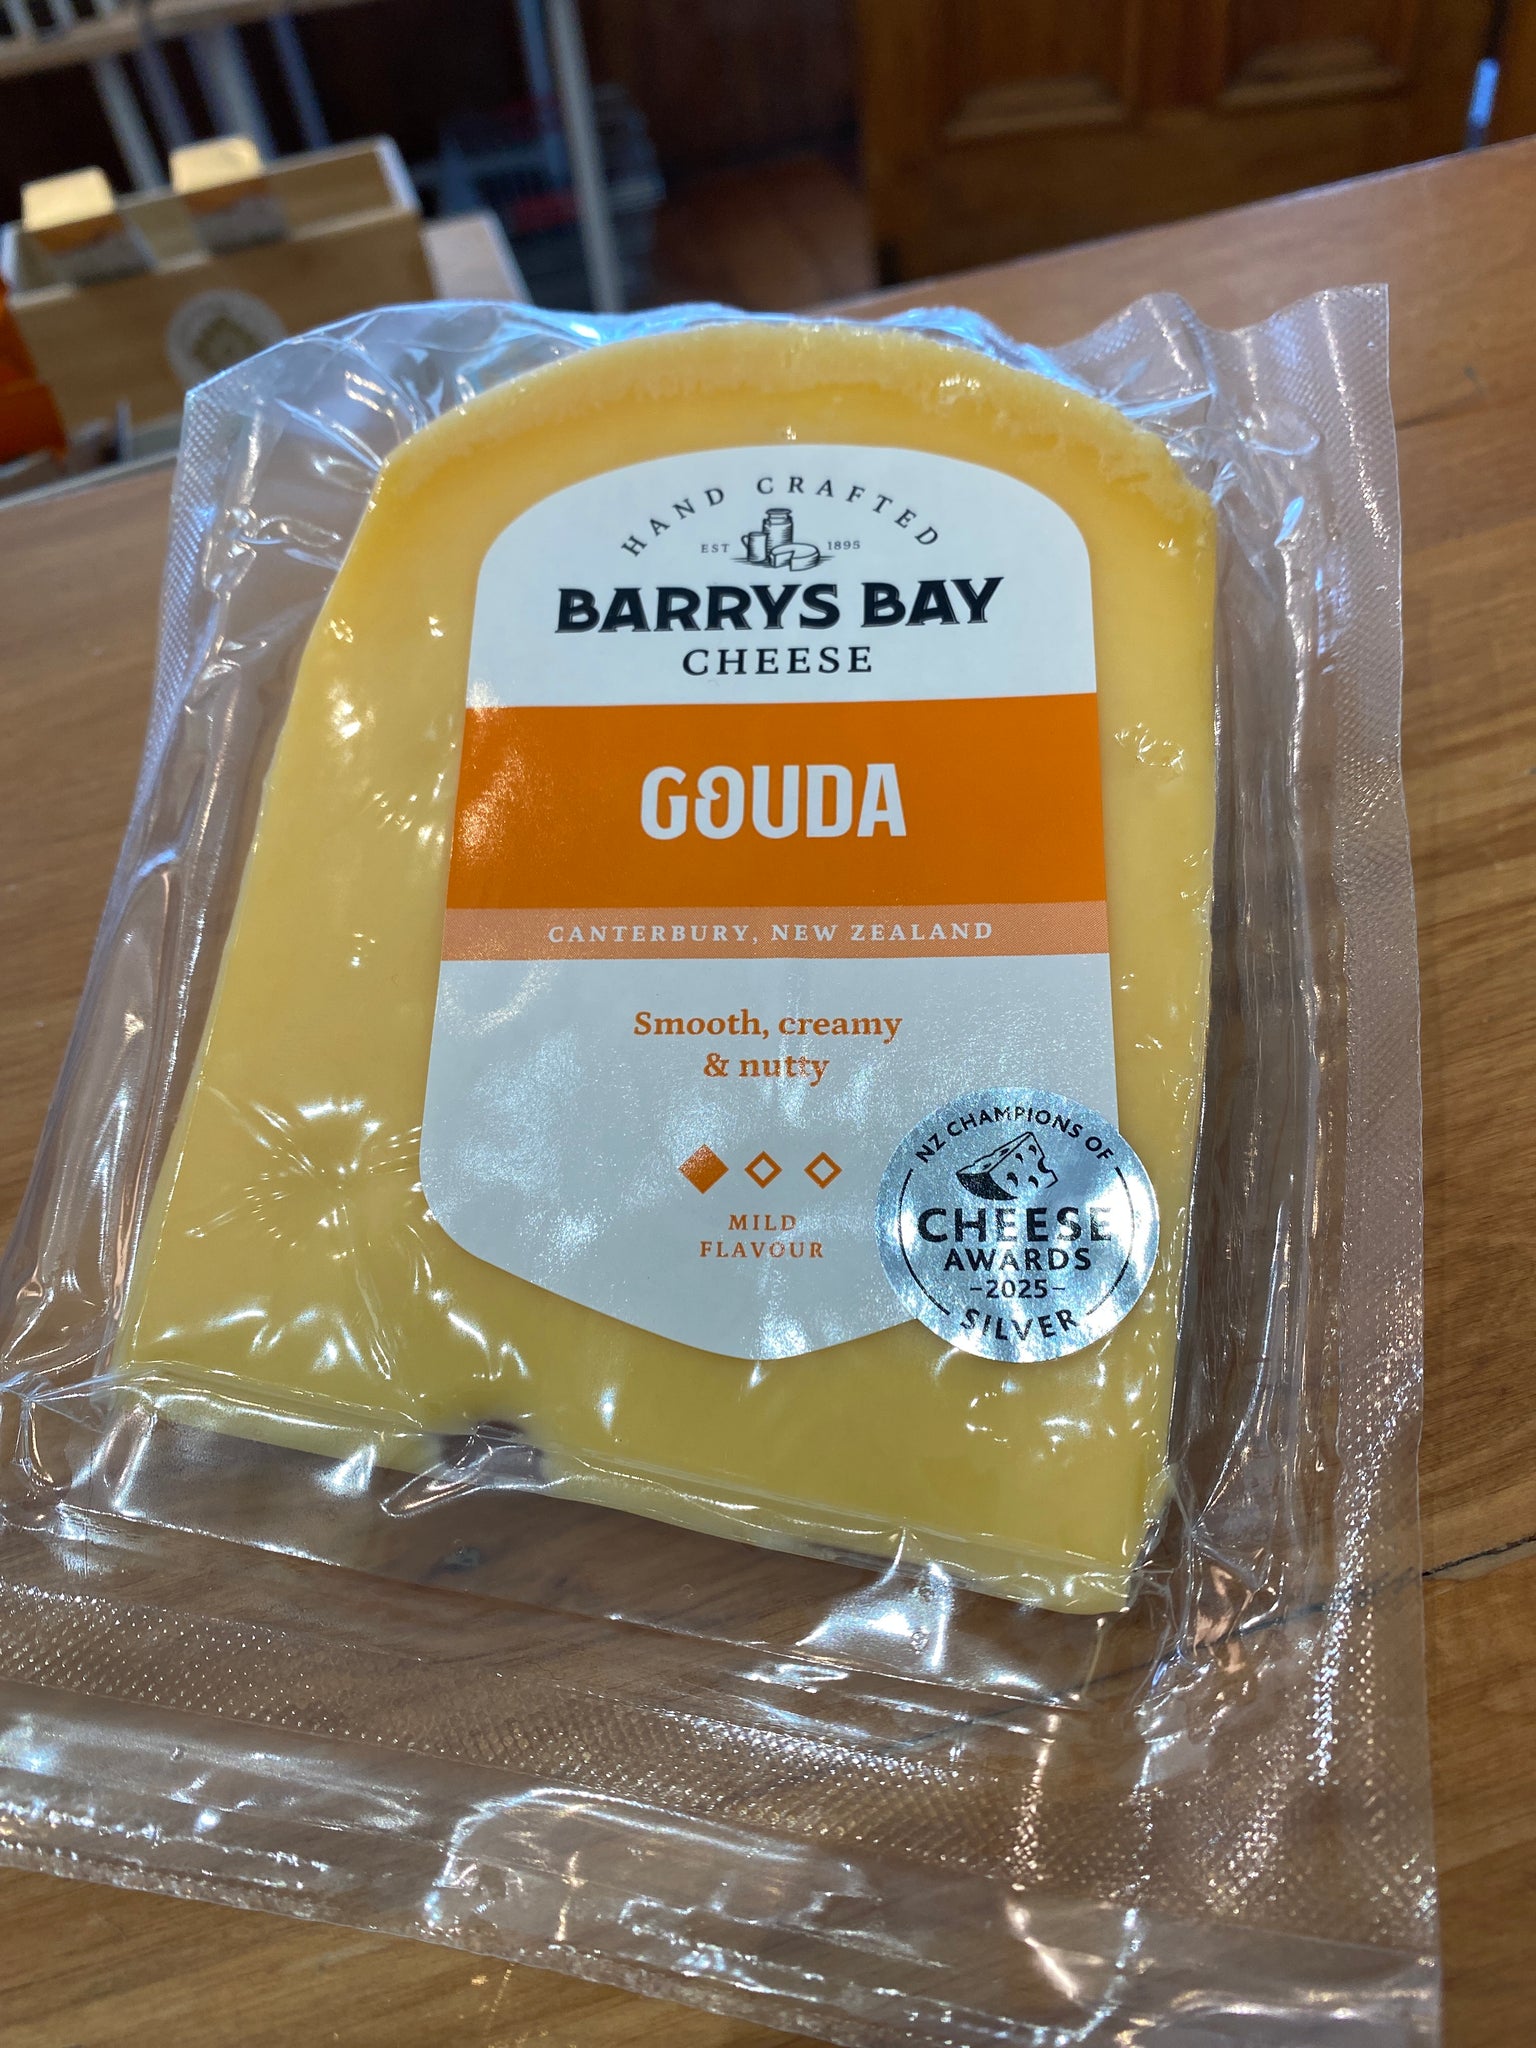 HAND CRAFTED
EST 1895
BARRYS BAY
CHEESE
GOUDA
CANTERBURY, NEW ZEALAND
Smooth, creamy
& nutty
MILD
FLAVOUR
NZ CHAMPIONS OF
CHEESE
AWARDS
-2025-
SILVER